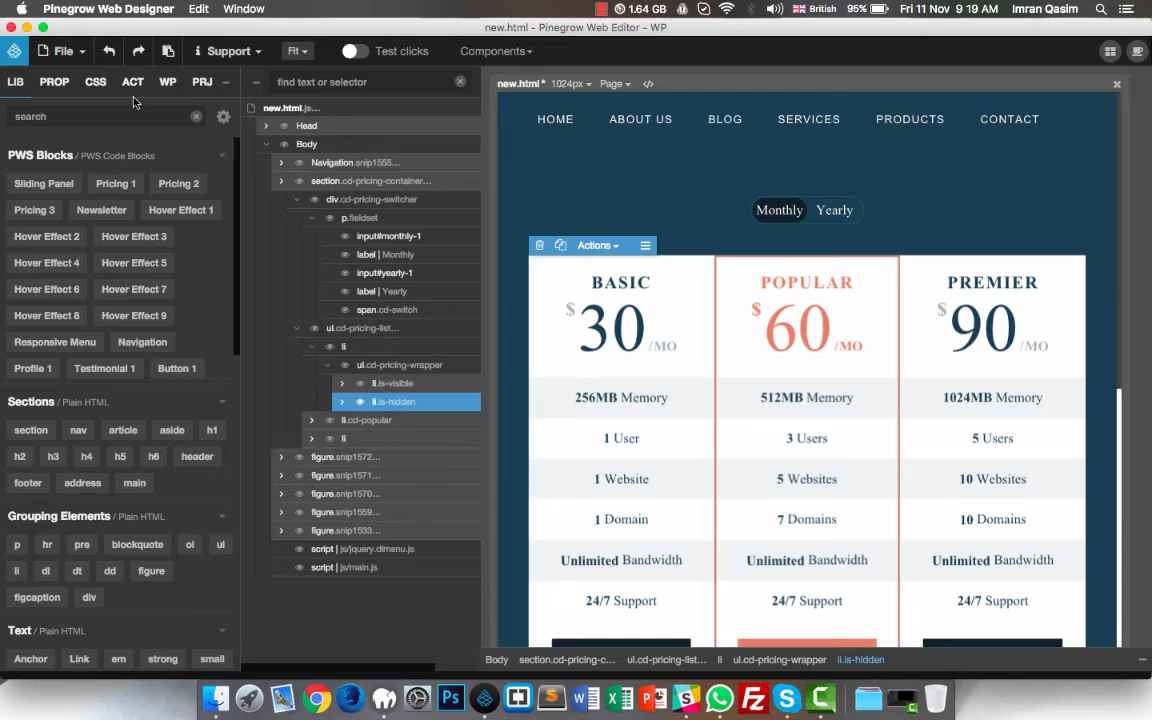 Pinegrow Web Designer Edit Window 1.64 GB British 95% Fri 11 Nov 9:19 AM Imran Qasim
new.html - Pinegrow Web Editor - WP
File Support Fit Test clicks Components
LIB PROP CSS ACT WP PRJ
search
PWS Blocks / PWS Code Blocks
Sliding Panel Pricing 1 Pricing 2
Pricing 3 Newsletter Hover Effect 1
Hover Effect 2 Hover Effect 3
Hover Effect 4 Hover Effect 5
Hover Effect 6 Hover Effect 7
Hover Effect 8 Hover Effect 9
Responsive Menu Navigation
Profile 1 Testimonial 1 Button 1
Sections / Plain HTML
section nav article aside h1
h2 h3 h4 h5 h6 header
footer address main
Grouping Elements / Plain HTML
p hr pre blockquote ol ul
li dl dt dd figure
figcaption div
Text / Plain HTML
Anchor Link em strong small
find text or selector
new.html.js...
Head
Body
Navigation.snip1555...
section.cd-pricing-container...
div.cd-pricing-switcher
p.fieldset
input#monthly-1
label | Monthly
input#yearly-1
label | Yearly
span.cd-switch
ul.cd-pricing-list...
li
ul.cd-pricing-wrapper
li.is-visible
li.is-hidden
li.cd-popular
li
figure.snip1572...
figure.snip1571...
figure.snip1570...
figure.snip1559...
figure.snip1533...
script | js/jquery.dlmenu.js
script | js/main.js
new.html * 1024px Page
HOME ABOUT US BLOG SERVICES PRODUCTS CONTACT
Monthly Yearly
Actions
BASIC POPULAR PREMIER
$30/MO $60/MO $90/MO
256MB Memory 512MB Memory 1024MB Memory
1 User 3 Users 5 Users
1 Website 5 Websites 10 Websites
1 Domain 7 Domains 10 Domains
Unlimited Bandwidth Unlimited Bandwidth Unlimited Bandwidth
24/7 Support 24/7 Support 24/7 Support
Body section.cd-pricing-c... ul.cd-pricing-list... li ul.cd-pricing-wrapper li.is-hidden
Ps W X P S Fz C